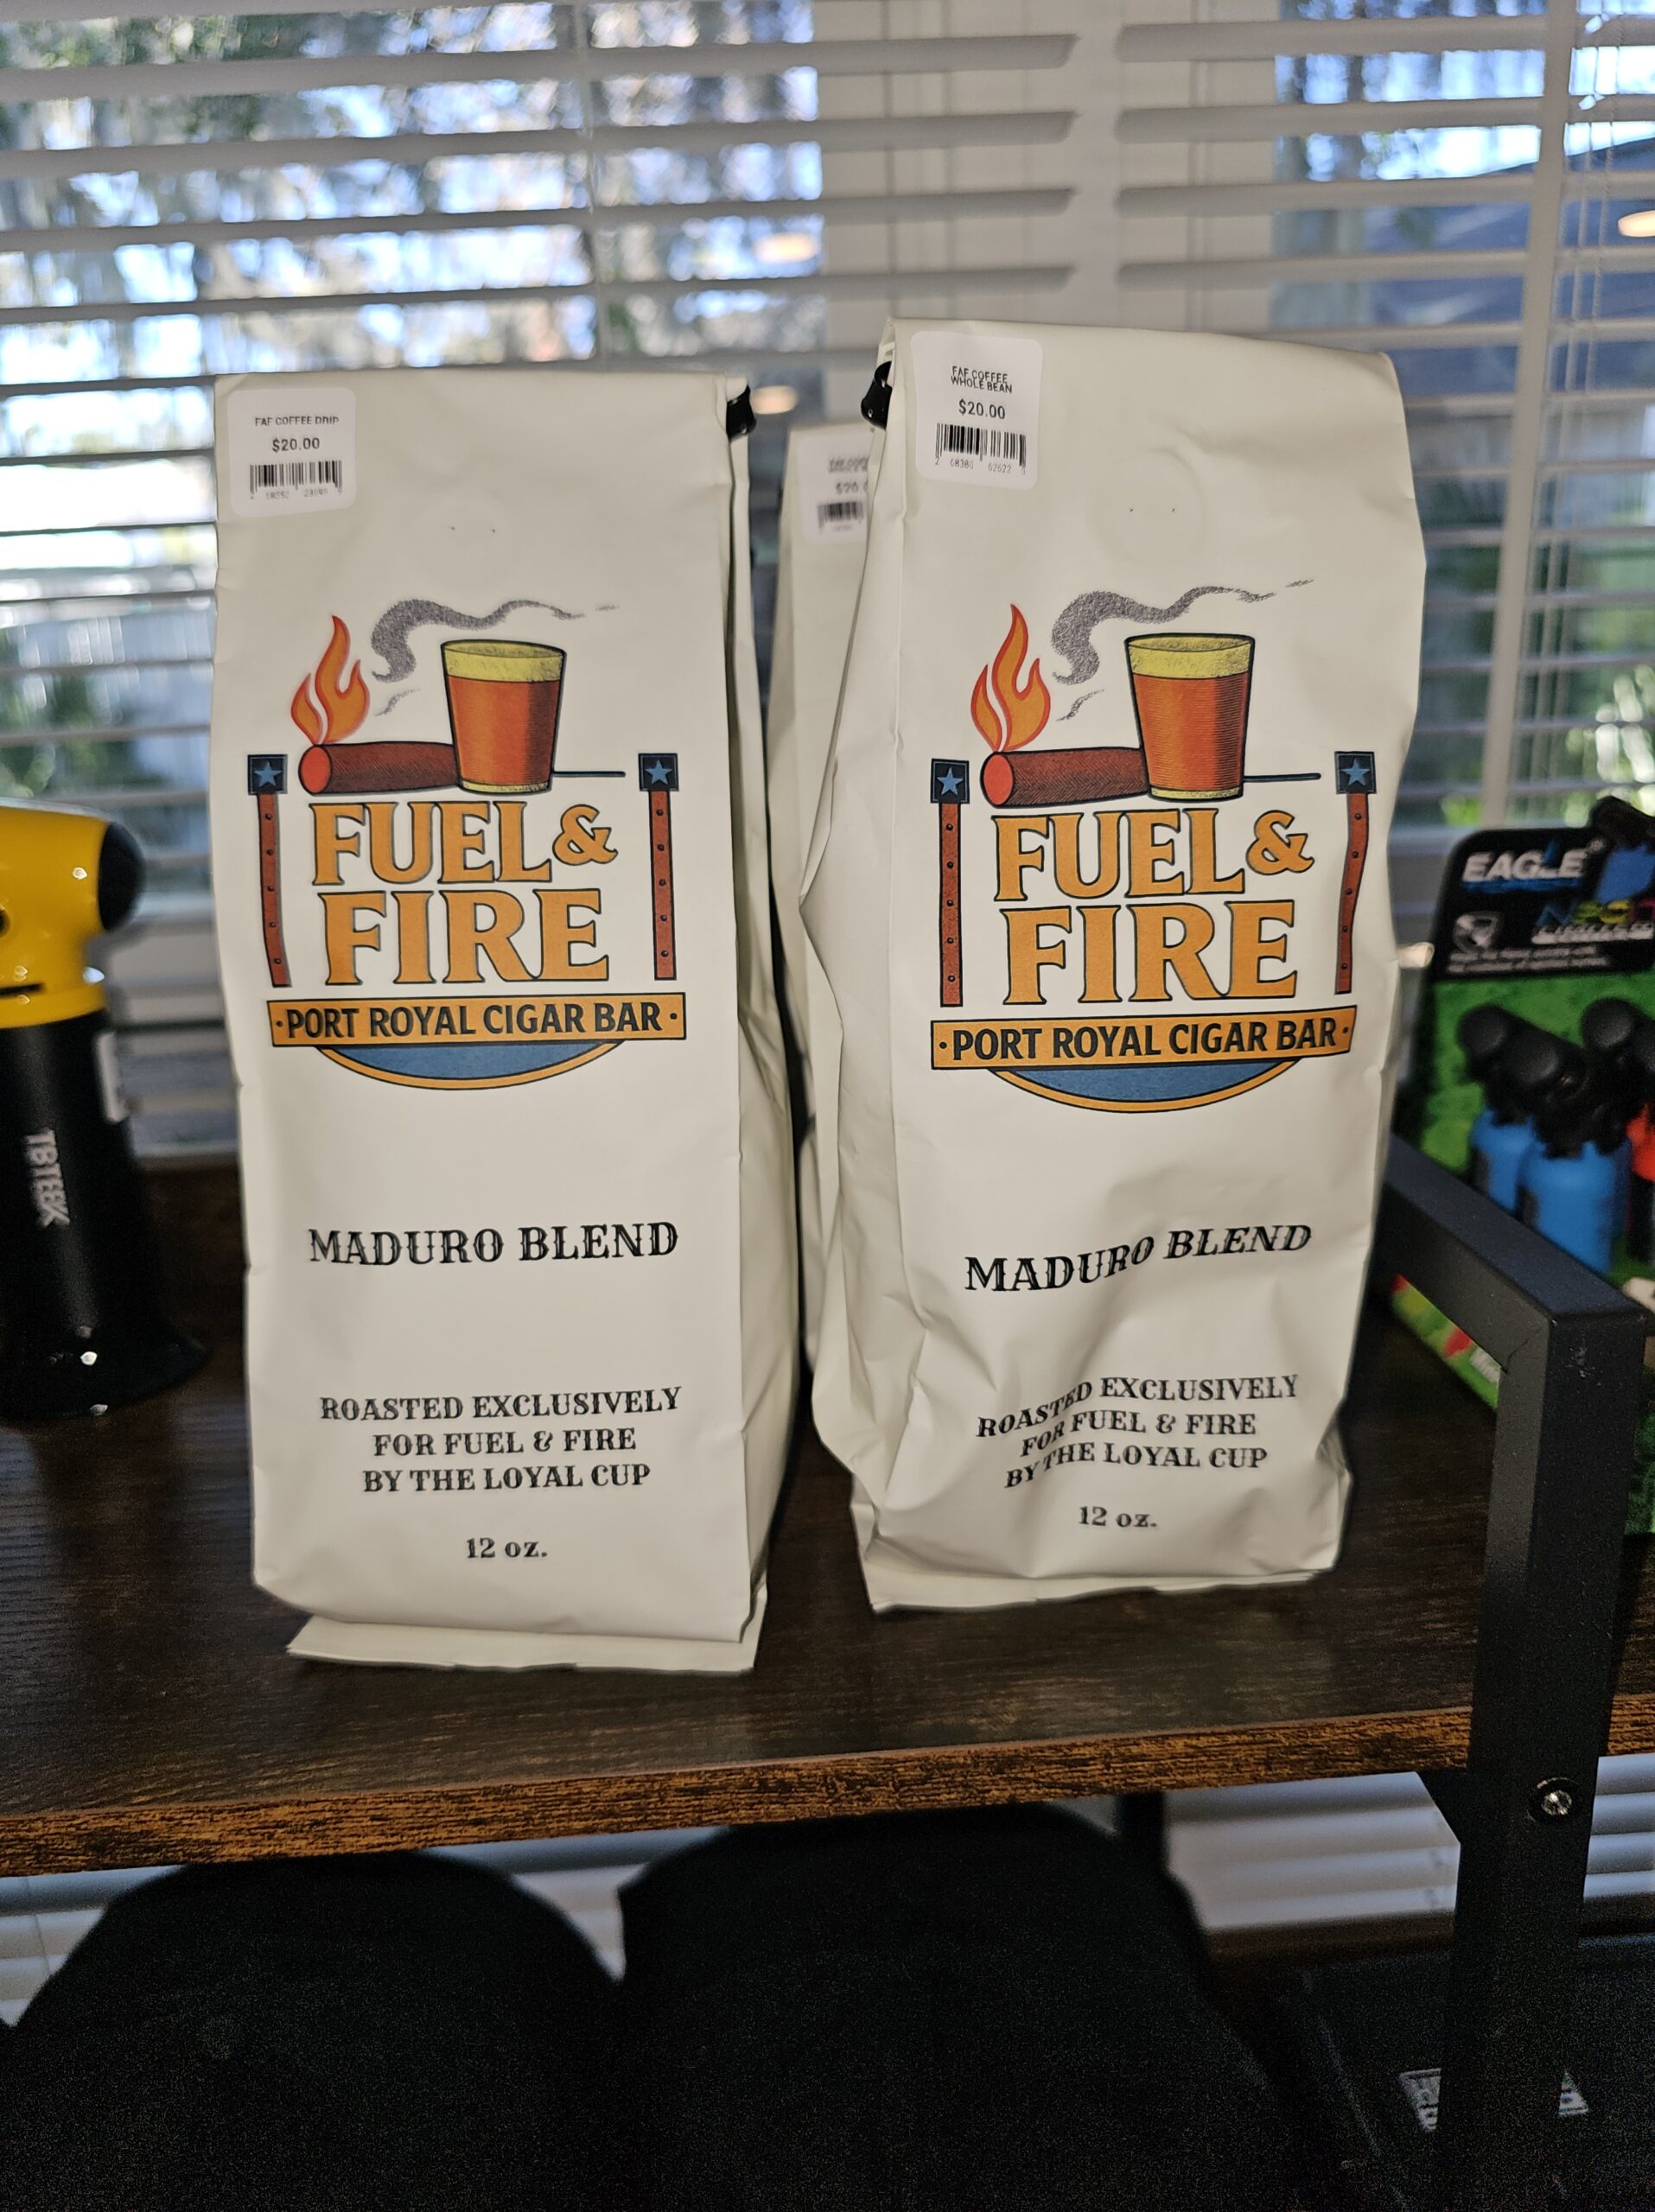 FAF COFFEE DRIP
$20.00
FUEL &
FIRE
·PORT ROYAL CIGAR BAR·
MADURO BLEND
ROASTED EXCLUSIVELY
FOR FUEL & FIRE
BY THE LOYAL CUP
12 oz.
FAF COFFEE
WHOLE BEAN
$20.00
FUEL &
FIRE
·PORT ROYAL CIGAR BAR·
MADURO BLEND
ROASTED EXCLUSIVELY
FOR FUEL & FIRE
BY THE LOYAL CUP
12 oz.
$20.
TBTEEK
EAGLE®